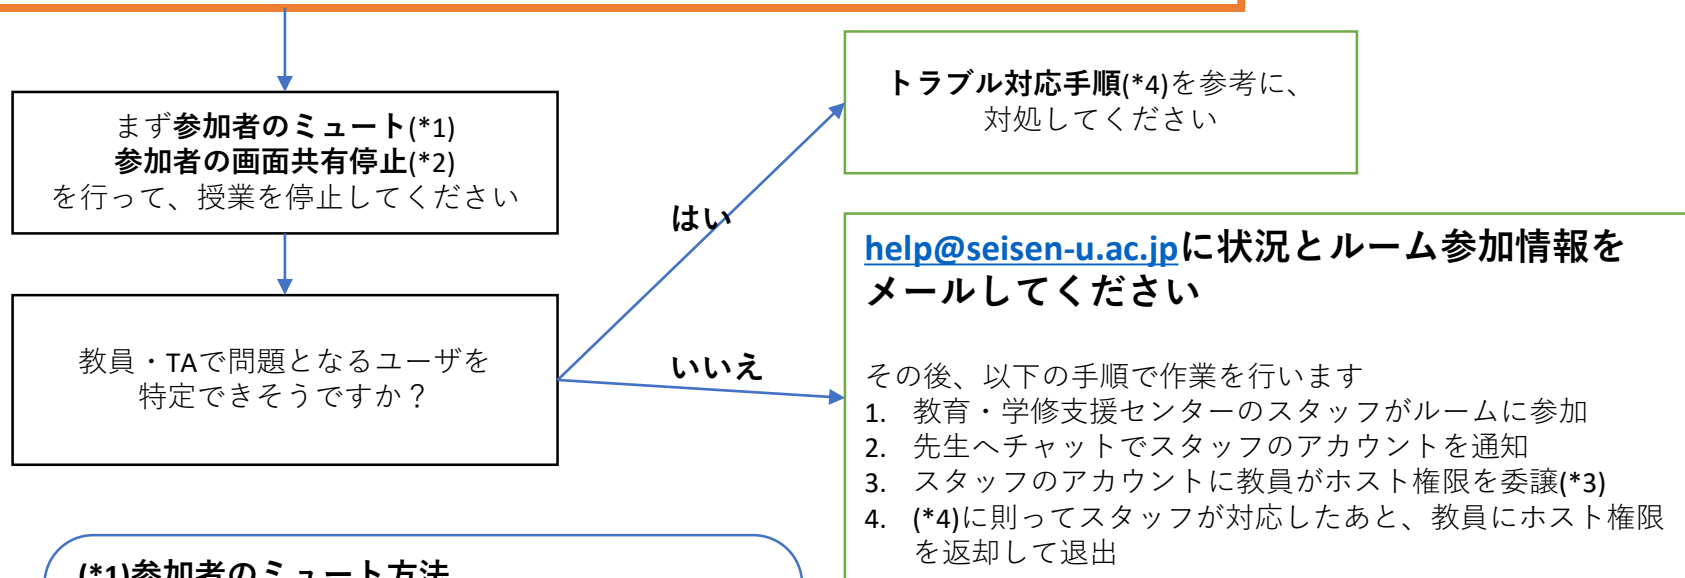 まず参加者のミュート(*1)
参加者の画面共有停止(*2)
を行って、授業を停止してください
教員・TAで問題となるユーザを
特定できそうですか？
はい
いいえ
トラブル対応手順(*4)を参考に、
対処してください
help@seisen-u.ac.jpに状況とルーム参加情報を
メールしてください
その後、以下の手順で作業を行います
1. 教育・学修支援センターのスタッフがルームに参加
2. 先生へチャットでスタッフのアカウントを通知
3. スタッフのアカウントに教員がホスト権限を委譲(*3)
4. (*4)に則ってスタッフが対応したあと、教員にホスト権限
を返却して退出
(*1)参加者のミュート方法